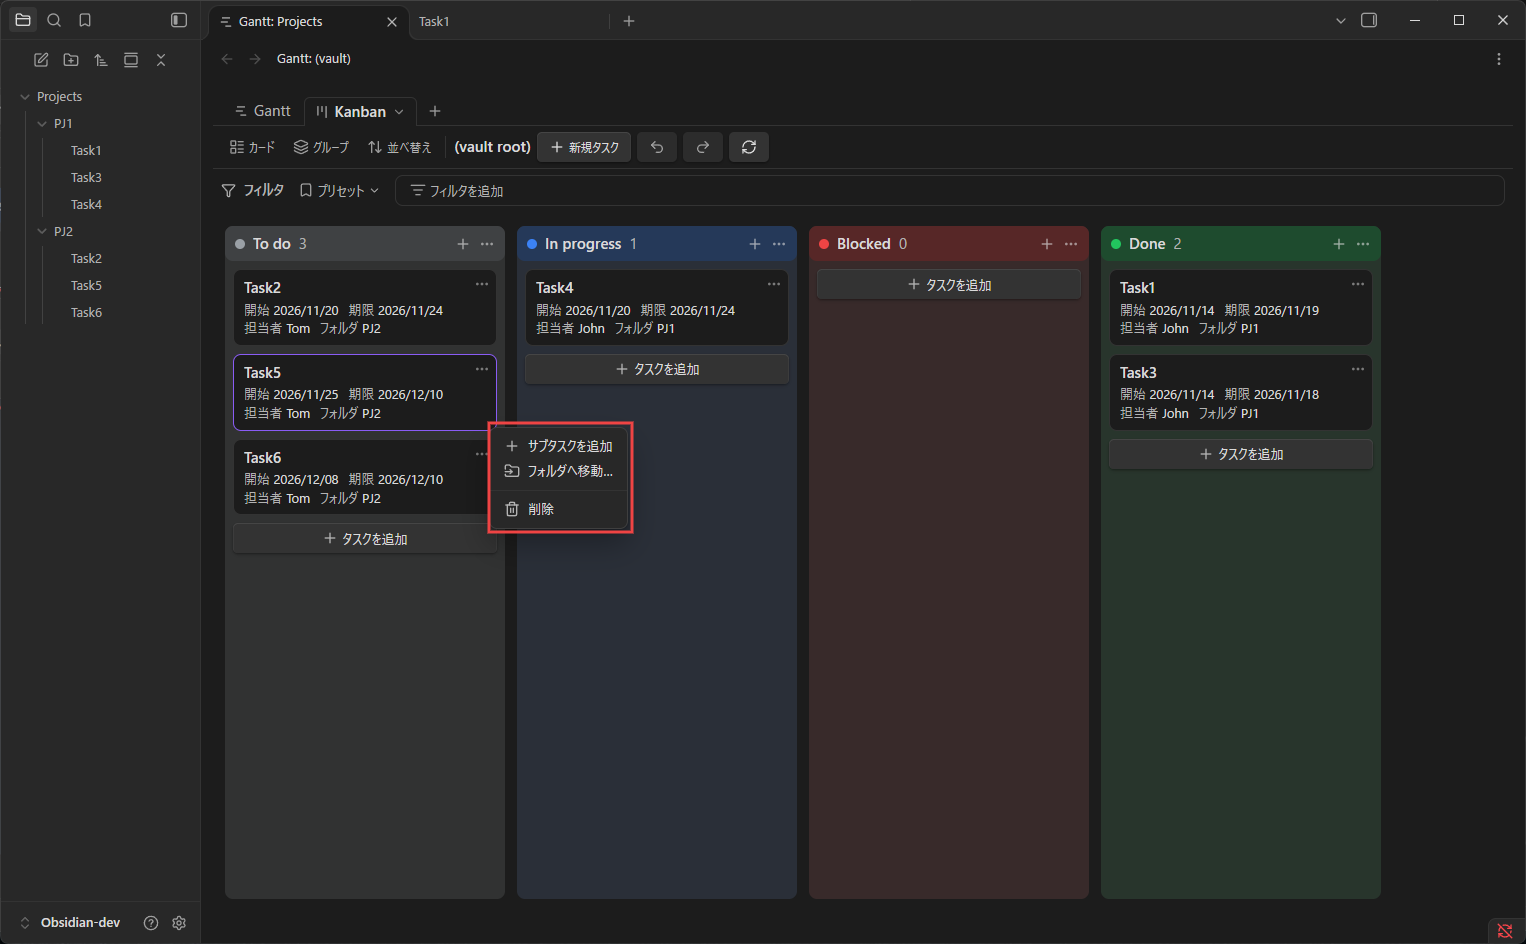 Gantt: Projects
Task1
Gantt: (vault)
Projects
PJ1
Task1
Task3
Task4
PJ2
Task2
Task5
Task6
Obsidian-dev
Gantt
Kanban
カード
グループ
並べ替え
(vault root)
新規タスク
フィルタ
プリセット
フィルタを追加
To do 3
Task2
開始 2026/11/20 期限 2026/11/24
担当者 Tom フォルダ PJ2
Task5
開始 2026/11/25 期限 2026/12/10
担当者 Tom フォルダ PJ2
Task6
開始 2026/12/08 期限 2026/12/10
担当者 Tom フォルダ PJ2
タスクを追加
サブタスクを追加
フォルダへ移動...
削除
In progress 1
Task4
開始 2026/11/20 期限 2026/11/24
担当者 John フォルダ PJ1
タスクを追加
Blocked 0
タスクを追加
Done 2
Task1
開始 2026/11/14 期限 2026/11/19
担当者 John フォルダ PJ1
Task3
開始 2026/11/14 期限 2026/11/18
担当者 John フォルダ PJ1
タスクを追加